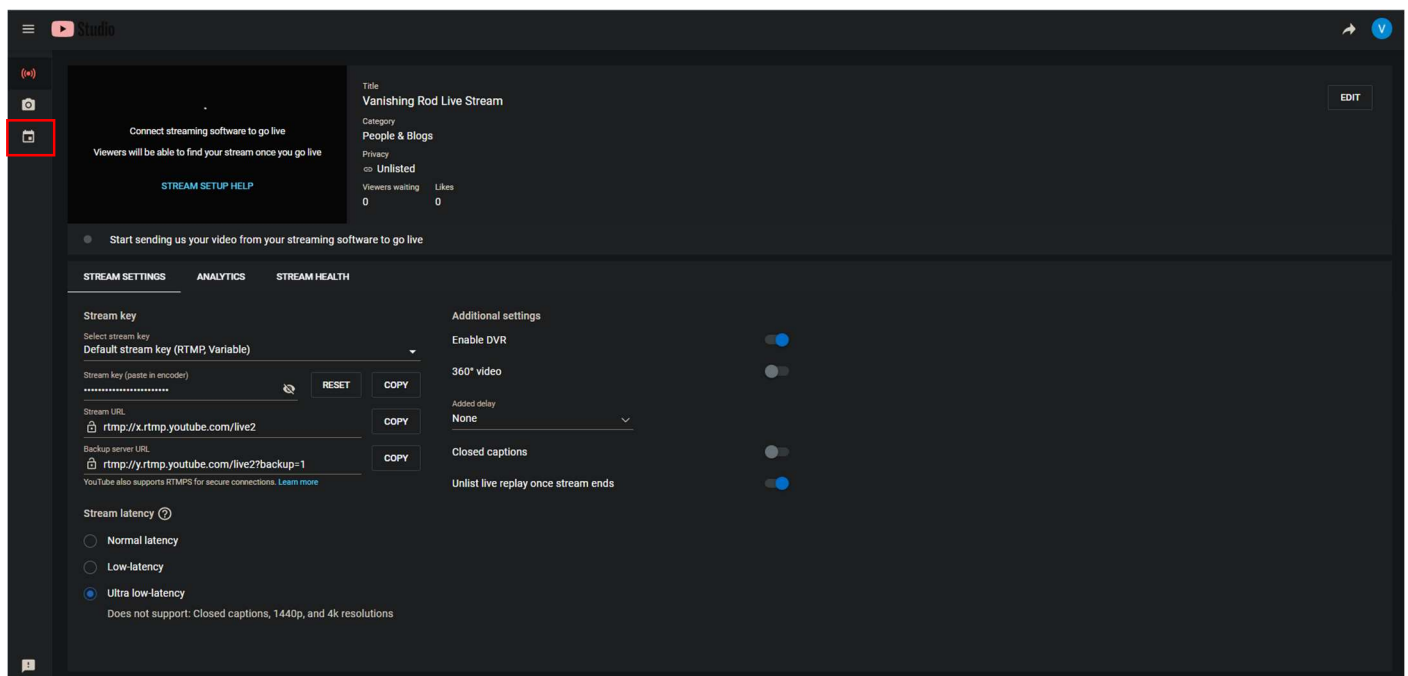 Studio
V
Title
Vanishing Rod Live Stream
EDIT
Category
People & Blogs
Privacy
Unlisted
Viewers waiting Likes
0 0
Connect streaming software to go live
Viewers will be able to find your stream once you go live
STREAM SETUP HELP
Start sending us your video from your streaming software to go live
STREAM SETTINGS ANALYTICS STREAM HEALTH
Stream key
Select stream key
Default stream key (RTMP, Variable)
Stream key (paste in encoder)
••••••••••••••••••••••••
RESET COPY
Stream URL
rtmp://x.rtmp.youtube.com/live2
COPY
Backup server URL
rtmp://y.rtmp.youtube.com/live2?backup=1
COPY
YouTube also supports RTMPS for secure connections. Learn more
Stream latency
Normal latency
Low-latency
Ultra low-latency
Does not support: Closed captions, 1440p, and 4k resolutions
Additional settings
Enable DVR
360° video
Added delay
None
Closed captions
Unlist live replay once stream ends